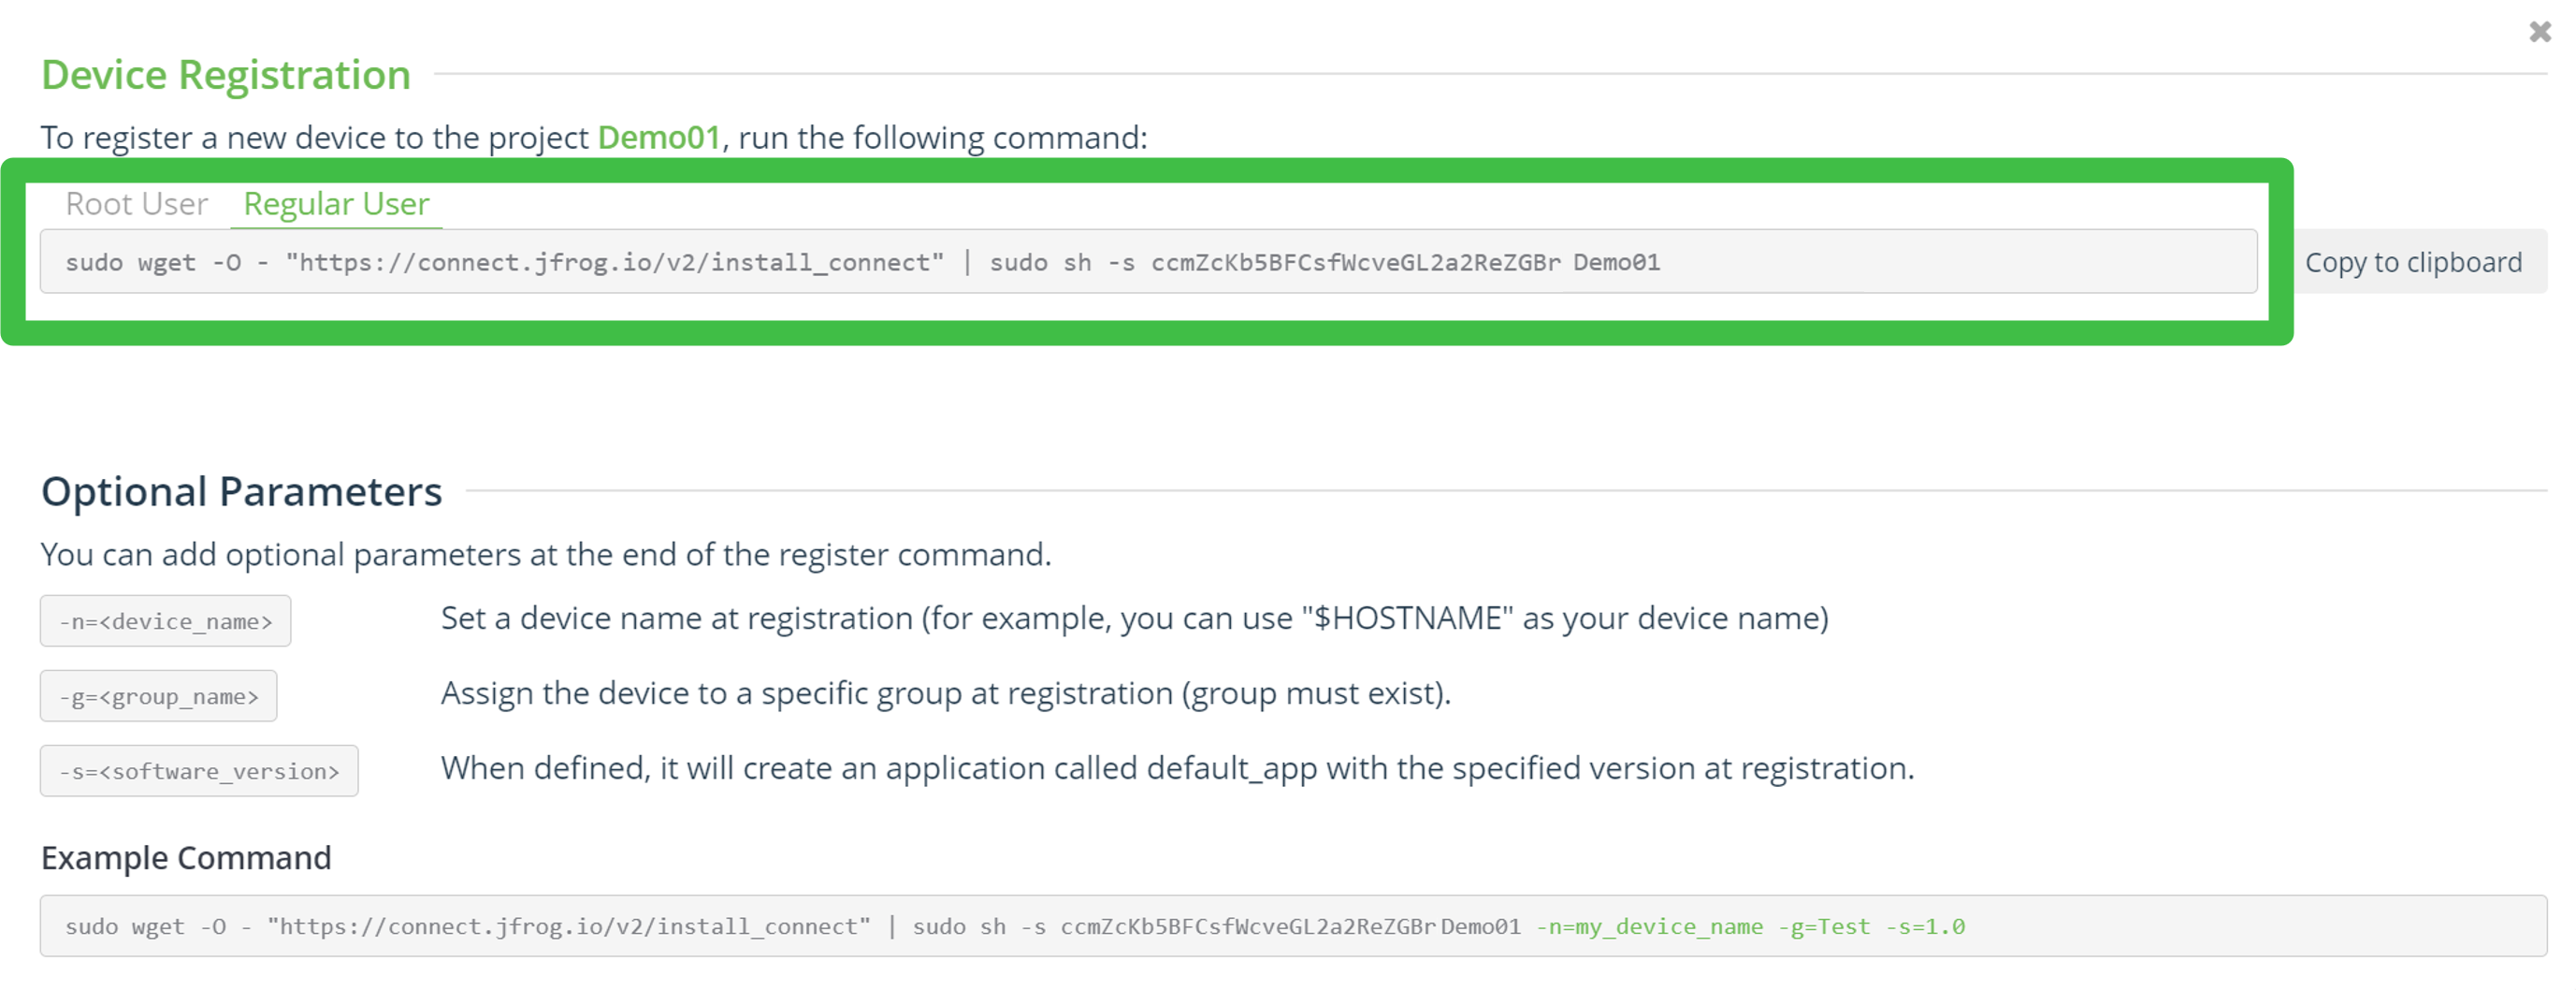 Device Registration
To register a new device to the project Demo01, run the following command:
Root User Regular User
sudo wget -O - "https://connect.jfrog.io/v2/install_connect" | sudo sh -s ccmZcKb5BFCsfWcveGL2a2ReZGBr Demo01
Copy to clipboard
Optional Parameters
You can add optional parameters at the end of the register command.
-n=<device_name> Set a device name at registration (for example, you can use "$HOSTNAME" as your device name)
-g=<group_name> Assign the device to a specific group at registration (group must exist).
-s=<software_version> When defined, it will create an application called default_app with the specified version at registration.
Example Command
sudo wget -O - "https://connect.jfrog.io/v2/install_connect" | sudo sh -s ccmZcKb5BFCsfWcveGL2a2ReZGBr Demo01 -n=my_device_name -g=Test -s=1.0